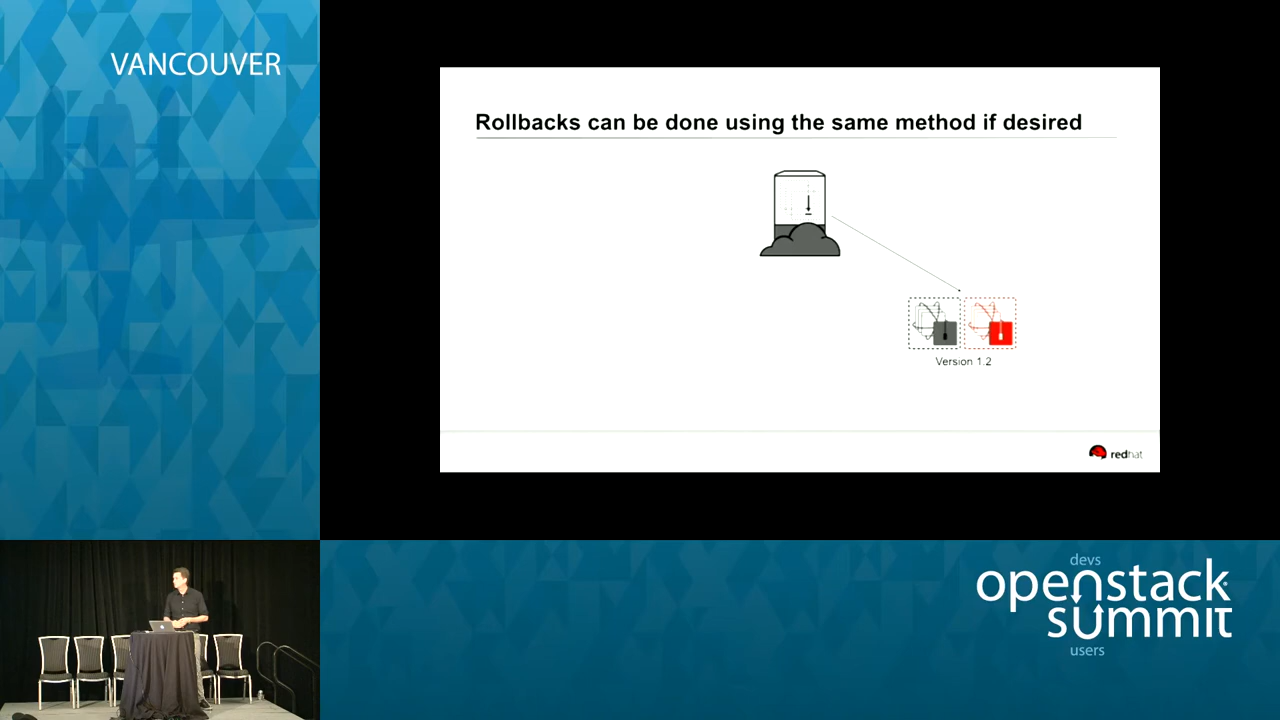 VANCOUVER
Rollbacks can be done using the same method if desired
Version 1.2
redhat
devs
openstack
summit
users